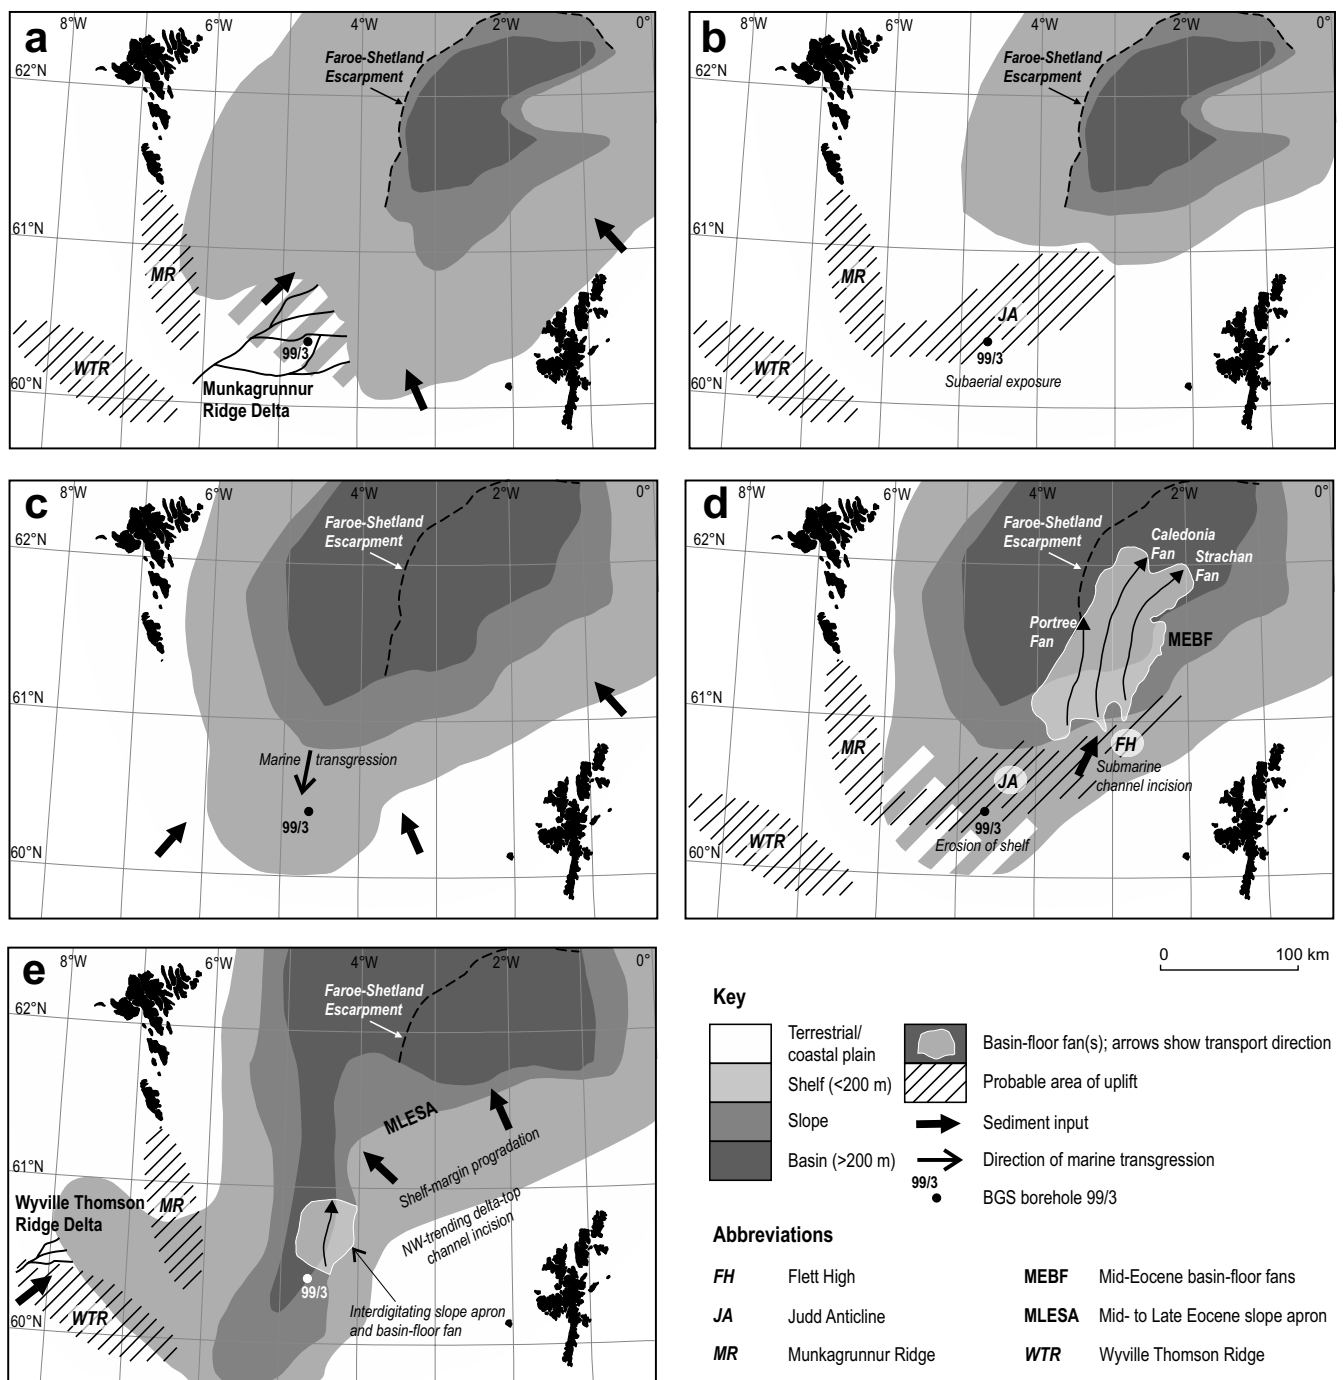 a
8°W
6°W
4°W
2°W
0°
62°N
61°N
60°N
Faroe-Shetland
Escarpment
MR
WTR
99/3
Munkagrunnur
Ridge Delta
b
8°W
6°W
4°W
2°W
0°
62°N
61°N
60°N
Faroe-Shetland
Escarpment
MR
JA
WTR
99/3
Subaerial exposure
c
8°W
6°W
4°W
2°W
0°
62°N
61°N
60°N
Faroe-Shetland
Escarpment
Marine transgression
99/3
d
8°W
6°W
4°W
2°W
0°
62°N
61°N
60°N
Faroe-Shetland
Escarpment
Caledonia
Fan
Strachan
Fan
Portree
Fan
MEBF
MR
FH
JA
Submarine
channel incision
WTR
99/3
Erosion of shelf
e
8°W
6°W
4°W
2°W
0°
62°N
61°N
60°N
Faroe-Shetland
Escarpment
MLESA
Shelf-margin progradation
NW-trending delta-top
channel incision
Wyville Thomson
Ridge Delta
MR
WTR
99/3
Interdigitating slope apron
and basin-floor fan
0 100 km
Key
Terrestrial/
coastal plain
Shelf (<200 m)
Slope
Basin (>200 m)
Basin-floor fan(s); arrows show transport direction
Probable area of uplift
Sediment input
Direction of marine transgression
99/3
BGS borehole 99/3
Abbreviations
FH Flett High
JA Judd Anticline
MR Munkagrunnur Ridge
MEBF Mid-Eocene basin-floor fans
MLESA Mid- to Late Eocene slope apron
WTR Wyville Thomson Ridge